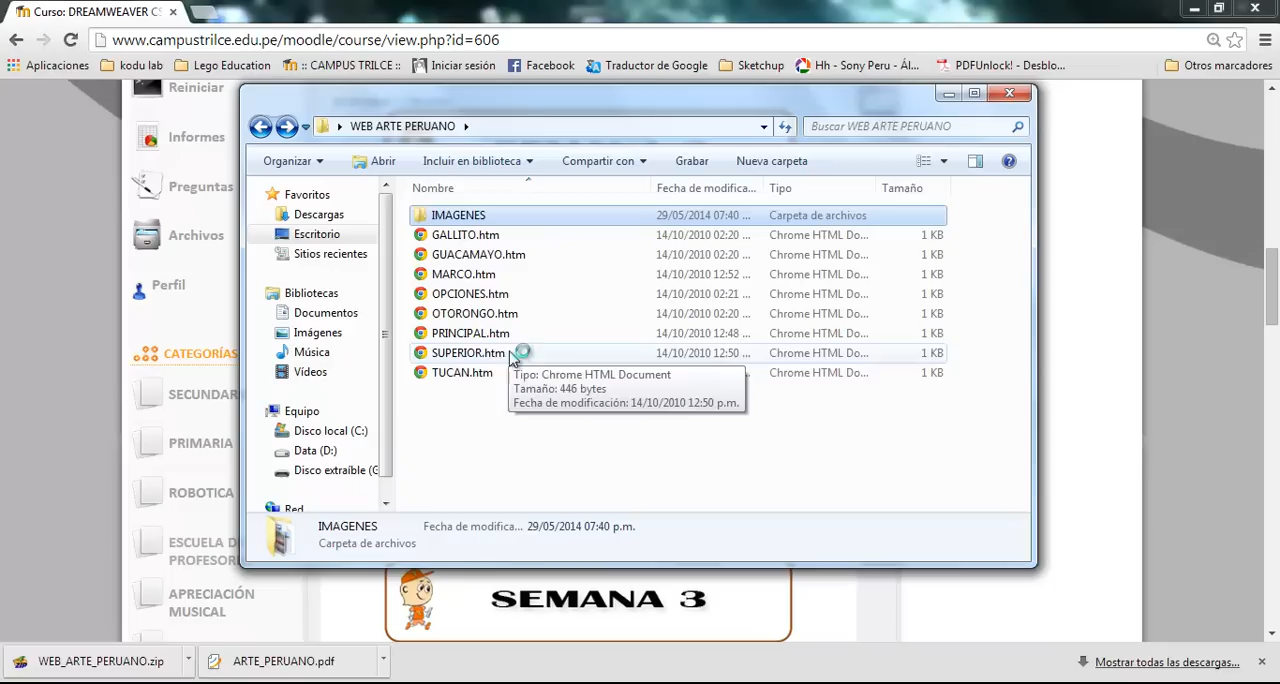 Curso: DREAMWEAVER CS
www.campustrilce.edu.pe/moodle/course/view.php?id=606
Aplicaciones kodu lab Lego Education :: CAMPUS TRILCE :: Iniciar sesión Facebook Traductor de Google Sketchup Hh - Sony Peru - Ál... PDFUnlock! - Desblo... Otros marcadores
Reiniciar
Informes
Preguntas
Archivos
Perfil
CATEGORÍAS
SECUNDAR
PRIMARIA
ROBOTICA
ESCUELA D
PROFESOR
APRECIACIÓN
MUSICAL
WEB ARTE PERUANO
Buscar WEB ARTE PERUANO
Organizar Abrir Incluir en biblioteca Compartir con Grabar Nueva carpeta
Favoritos
Descargas
Escritorio
Sitios recientes
Bibliotecas
Documentos
Imágenes
Música
Vídeos
Equipo
Disco local (C:)
Data (D:)
Disco extraíble (G
Red
Nombre Fecha de modifica... Tipo Tamaño
IMAGENES 29/05/2014 07:40 ... Carpeta de archivos
GALLITO.htm 14/10/2010 02:20 ... Chrome HTML Do... 1 KB
GUACAMAYO.htm 14/10/2010 02:20 ... Chrome HTML Do... 1 KB
MARCO.htm 14/10/2010 12:52 ... Chrome HTML Do... 1 KB
OPCIONES.htm 14/10/2010 02:21 ... Chrome HTML Do... 1 KB
OTORONGO.htm 14/10/2010 02:20 ... Chrome HTML Do... 1 KB
PRINCIPAL.htm 14/10/2010 12:48 ... Chrome HTML Do... 1 KB
SUPERIOR.htm 14/10/2010 12:50 ... Chrome HTML Do... 1 KB
TUCAN.htm Chrome HTML Do... 1 KB
Tipo: Chrome HTML Document
Tamaño: 446 bytes
Fecha de modificación: 14/10/2010 12:50 p.m.
IMAGENES Fecha de modifica... 29/05/2014 07:40 p.m.
Carpeta de archivos
SEMANA 3
WEB_ARTE_PERUANO.zip ARTE_PERUANO.pdf Mostrar todas las descargas...